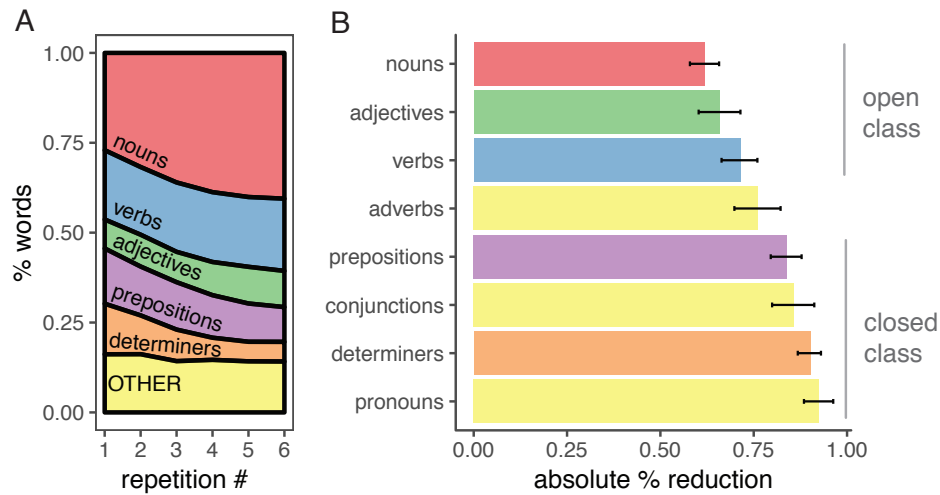 A
1.00
0.75
0.50
0.25
0.00
% words
nouns
verbs
adjectives
prepositions
determiners
OTHER
1 2 3 4 5 6
repetition #
B
nouns
adjectives
verbs
adverbs
prepositions
conjunctions
determiners
pronouns
open
class
closed
class
0.00 0.25 0.50 0.75 1.00
absolute % reduction